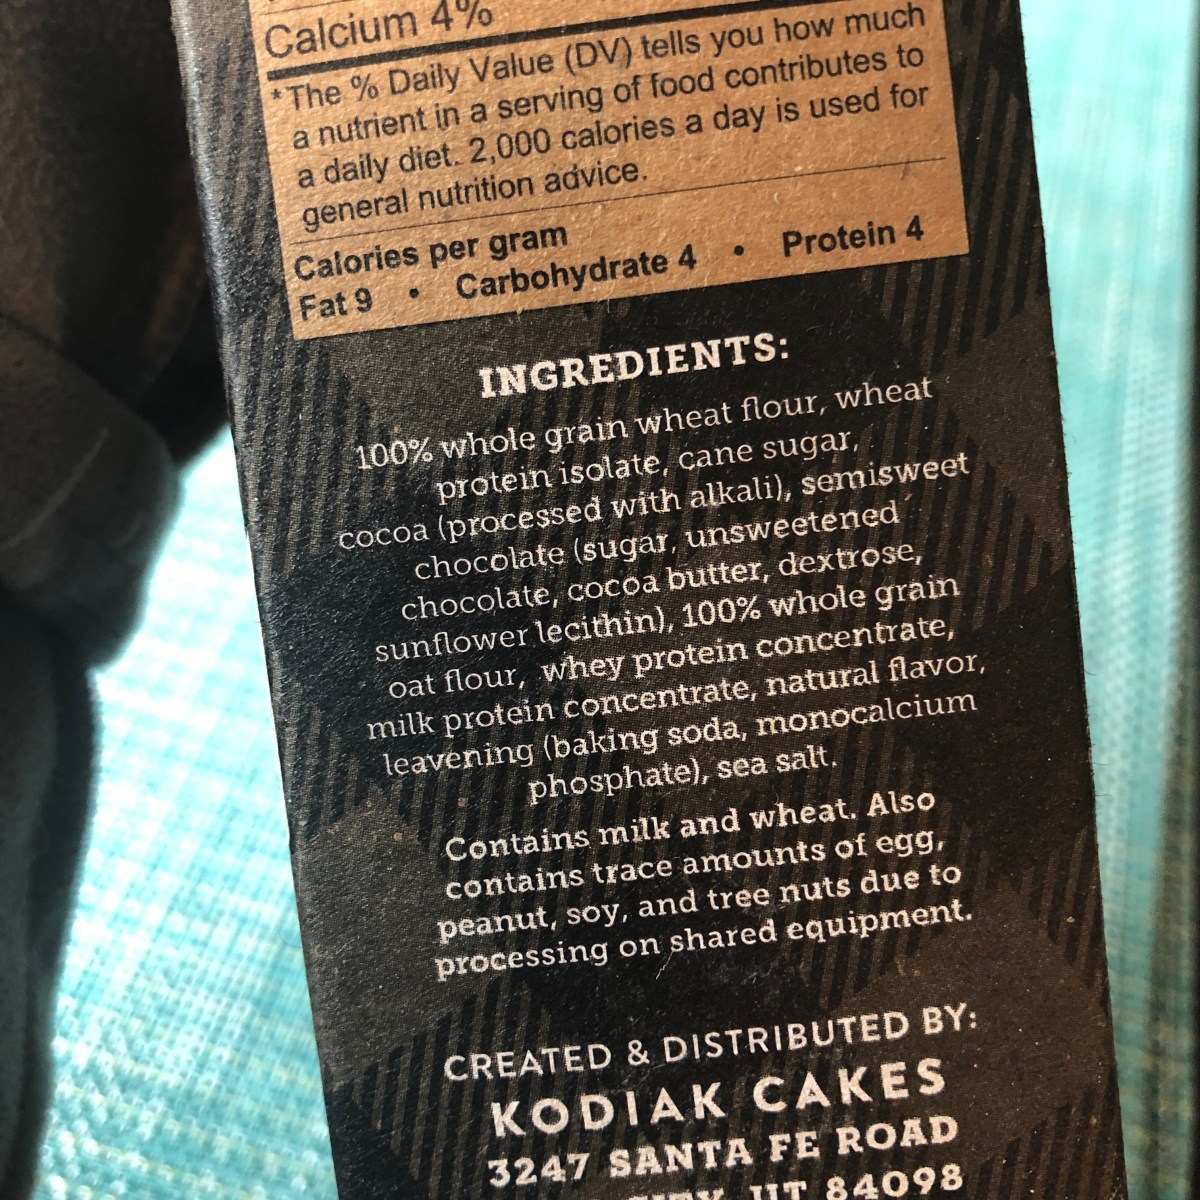 Calcium 4%
*The % Daily Value (DV) tells you how much
a nutrient in a serving of food contributes to
a daily diet. 2,000 calories a day is used for
general nutrition advice.
Calories per gram
Fat 9 • Carbohydrate 4 • Protein 4
INGREDIENTS:
100% whole grain wheat flour, wheat
protein isolate, cane sugar,
cocoa (processed with alkali), semisweet
chocolate (sugar, unsweetened
chocolate, cocoa butter, dextrose,
sunflower lecithin), 100% whole grain
oat flour, whey protein concentrate,
milk protein concentrate, natural flavor,
leavening (baking soda, monocalcium
phosphate), sea salt.
Contains milk and wheat. Also
contains trace amounts of egg,
peanut, soy, and tree nuts due to
processing on shared equipment.
CREATED & DISTRIBUTED BY:
KODIAK CAKES
3247 SANTA FE ROAD
CITY, UT 84098